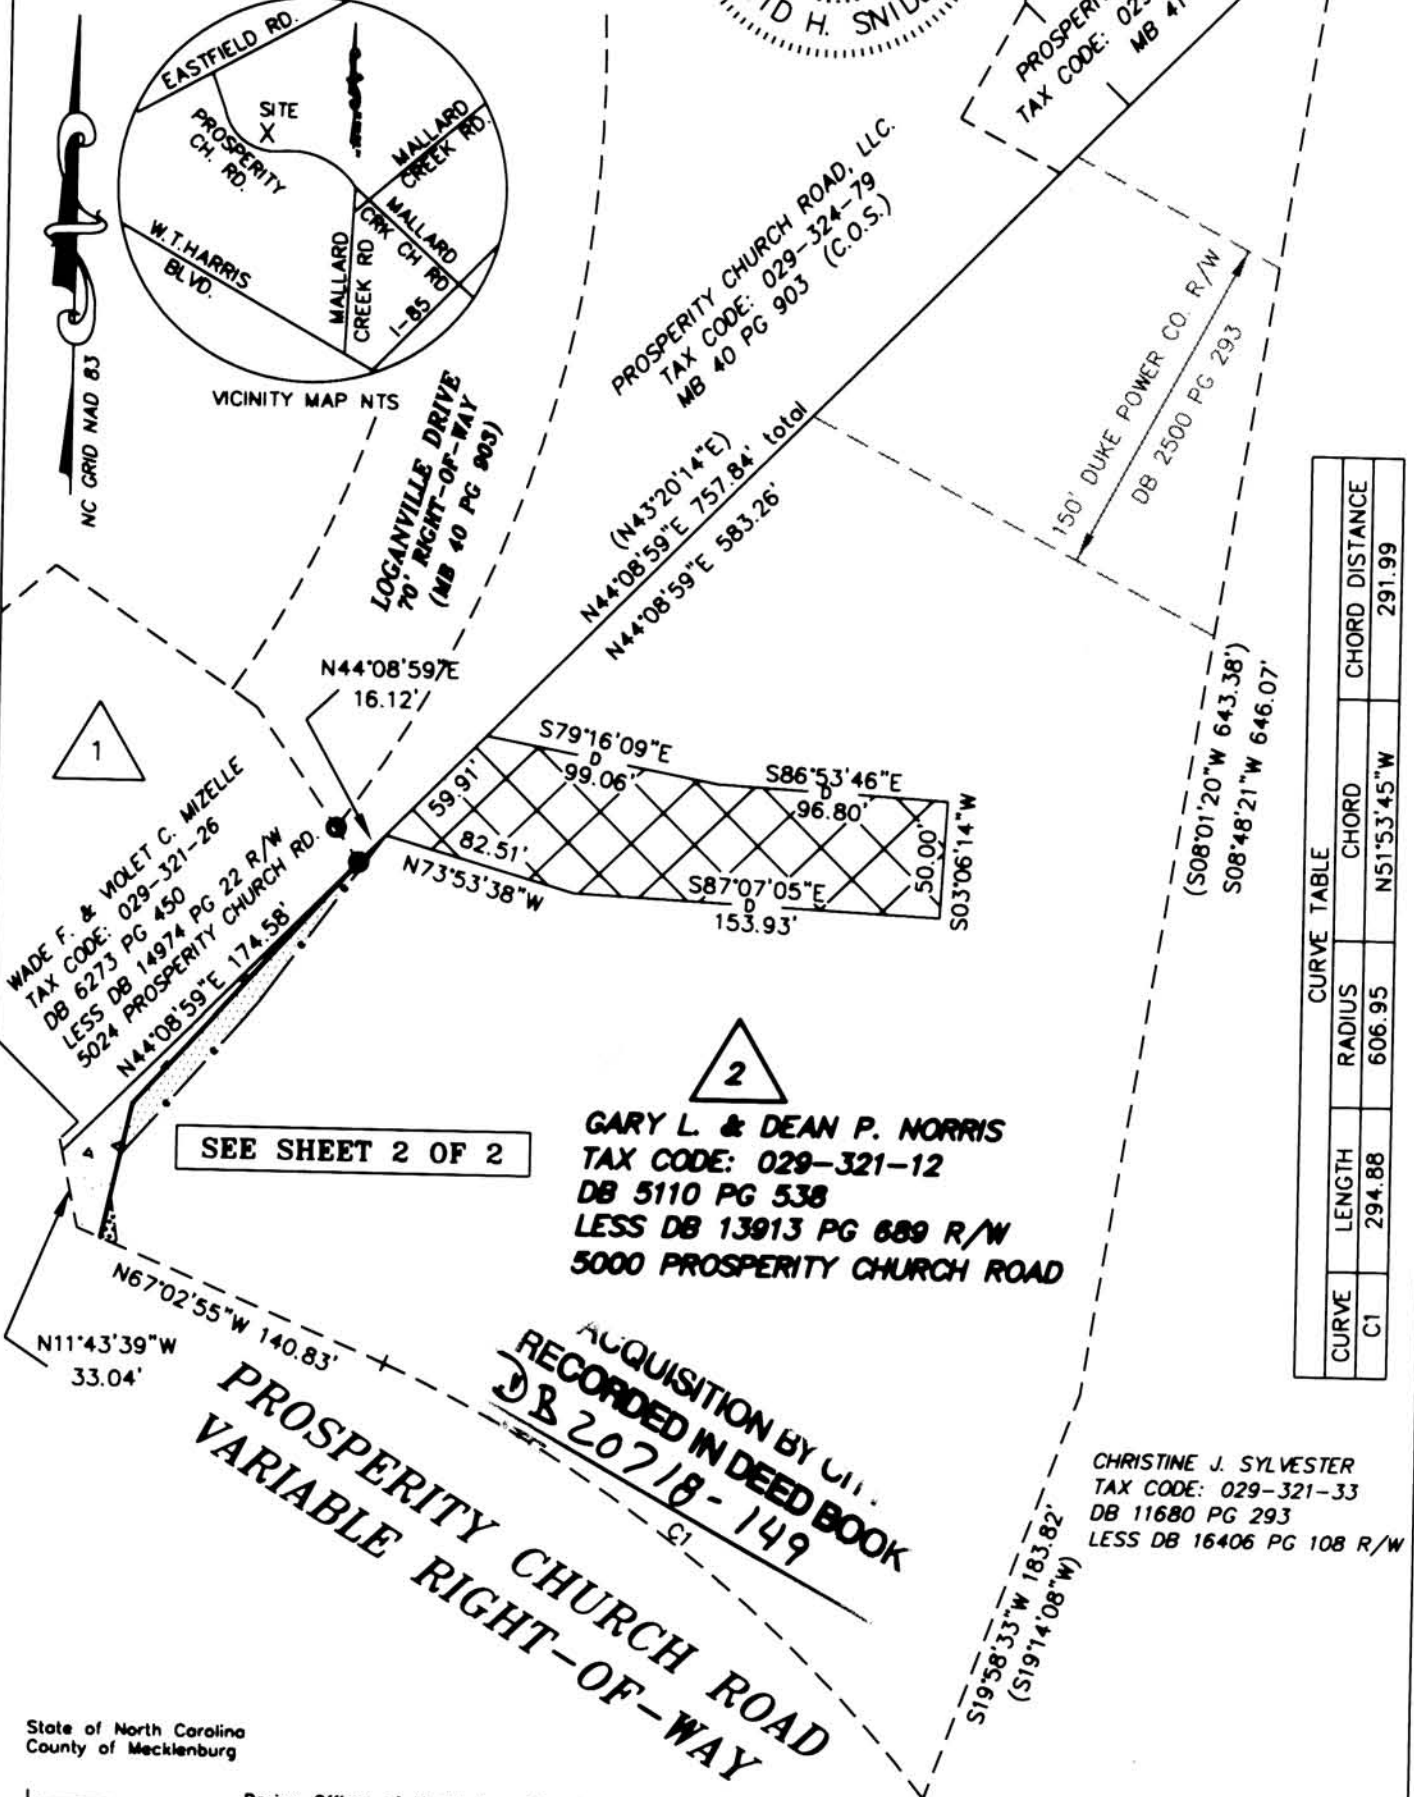 ID H. SNID
PROSPERI
TAX CODE: 029
MB 41
EASTFIELD RD.
SITE
X
PROSPERITY
CH. RD.
MALLARD
CREEK RD.
MALLARD
CRK CH RD
MALLARD
CREEK RD
I-85
W.T.HARRIS
BLVD.
VICINITY MAP NTS
NC GRID NAD 83
LOGANVILLE DRIVE
70' RIGHT-OF-WAY
(MB 40 PG 903)
PROSPERITY CHURCH ROAD, LLC.
TAX CODE: 029-324-79
MB 40 PG 903 (C.O.S.)
150' DUKE POWER CO. R/W
DB 2500 PG 293
(N43°20'14"E)
N44°08'59"E 757.84' total
N44°08'59"E 583.26'
N44°08'59"E
16.12'
1
WADE F. & VIOLET C. MIZELLE
TAX CODE: 029-321-26
DB 6273 PG 450
LESS DB 14974 PG 22 R/W
5024 PROSPERITY CHURCH RD.
N44°08'59"E 174.58'
S79°16'09"E
D
99.06'
S86°53'46"E
D
96.80'
59.91'
82.51'
N73°53'38"W
S87°07'05"E
D
153.93'
50.00'
S03°06'14"W
(S08°01'20"W 643.38')
S08°48'21"W 646.07'
CURVE TABLE
CURVE LENGTH RADIUS CHORD CHORD DISTANCE
C1 294.88 606.95 N51°53'45"W 291.99
2
GARY L. & DEAN P. NORRIS
TAX CODE: 029-321-12
DB 5110 PG 538
LESS DB 13913 PG 689 R/W
5000 PROSPERITY CHURCH ROAD
SEE SHEET 2 OF 2
N67°02'55"W 140.83'
N11°43'39"W
33.04'
ACQUISITION BY
RECORDED IN DEED BOOK
DB 20718-149
C1
PROSPERITY CHURCH ROAD
VARIABLE RIGHT-OF-WAY
CHRISTINE J. SYLVESTER
TAX CODE: 029-321-33
DB 11680 PG 293
LESS DB 16406 PG 108 R/W
S19°58'33"W 183.82'
(S19°14'08"W)
State of North Carolina
County of Mecklenburg